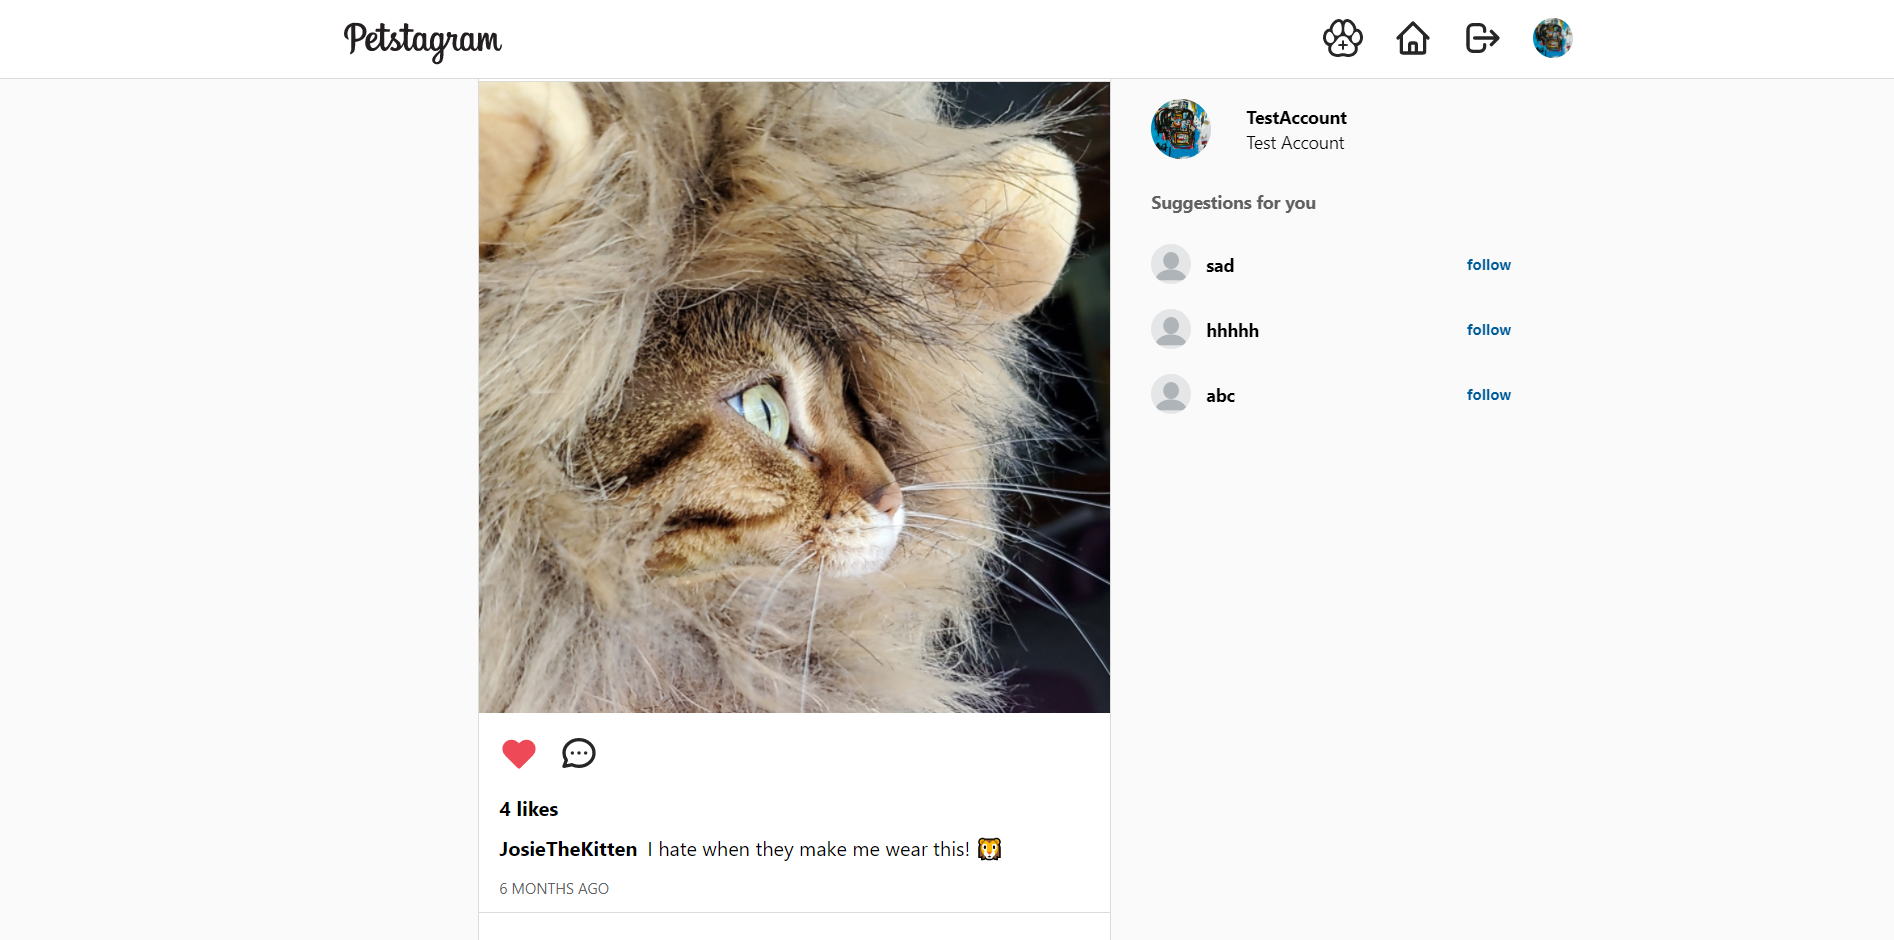 Petstagram
TestAccount
Test Account
Suggestions for you
sad follow
hhhhh follow
abc follow
4 likes
JosieTheKitten I hate when they make me wear this! 🦁
6 MONTHS AGO